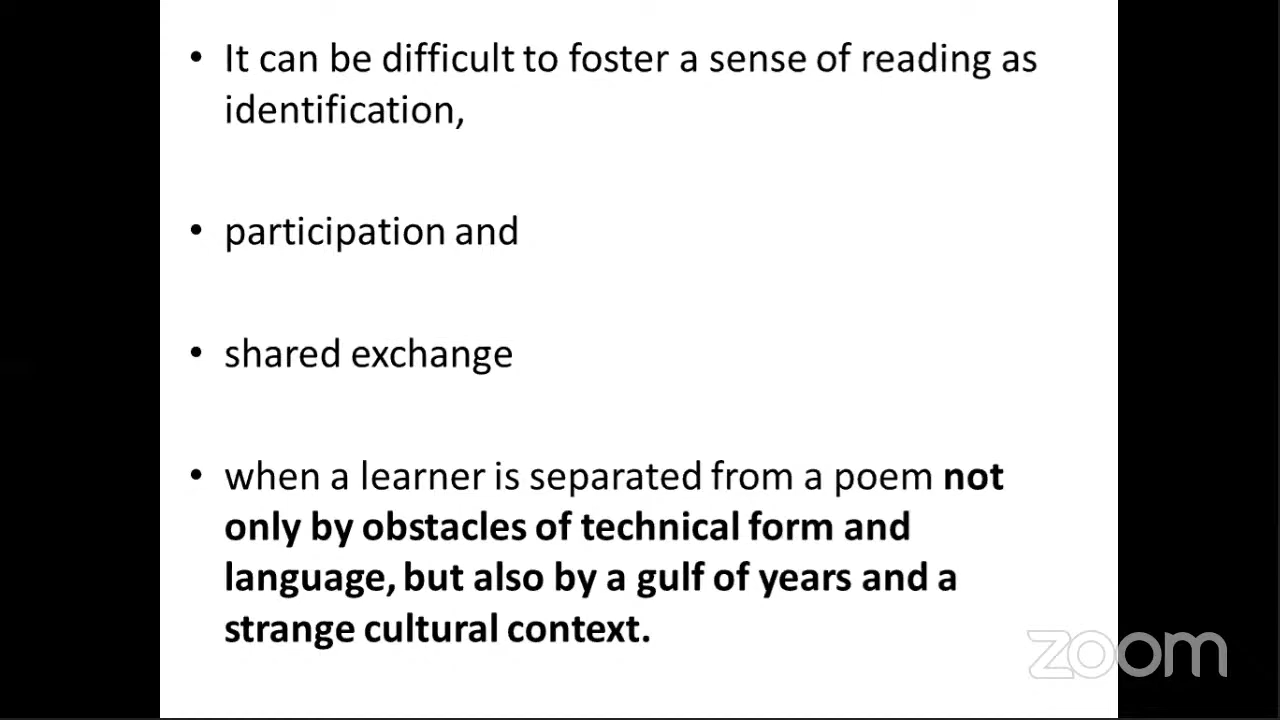 • It can be difficult to foster a sense of reading as
identification,
• participation and
• shared exchange
• when a learner is separated from a poem not
only by obstacles of technical form and
language, but also by a gulf of years and a
strange cultural context.
zoom